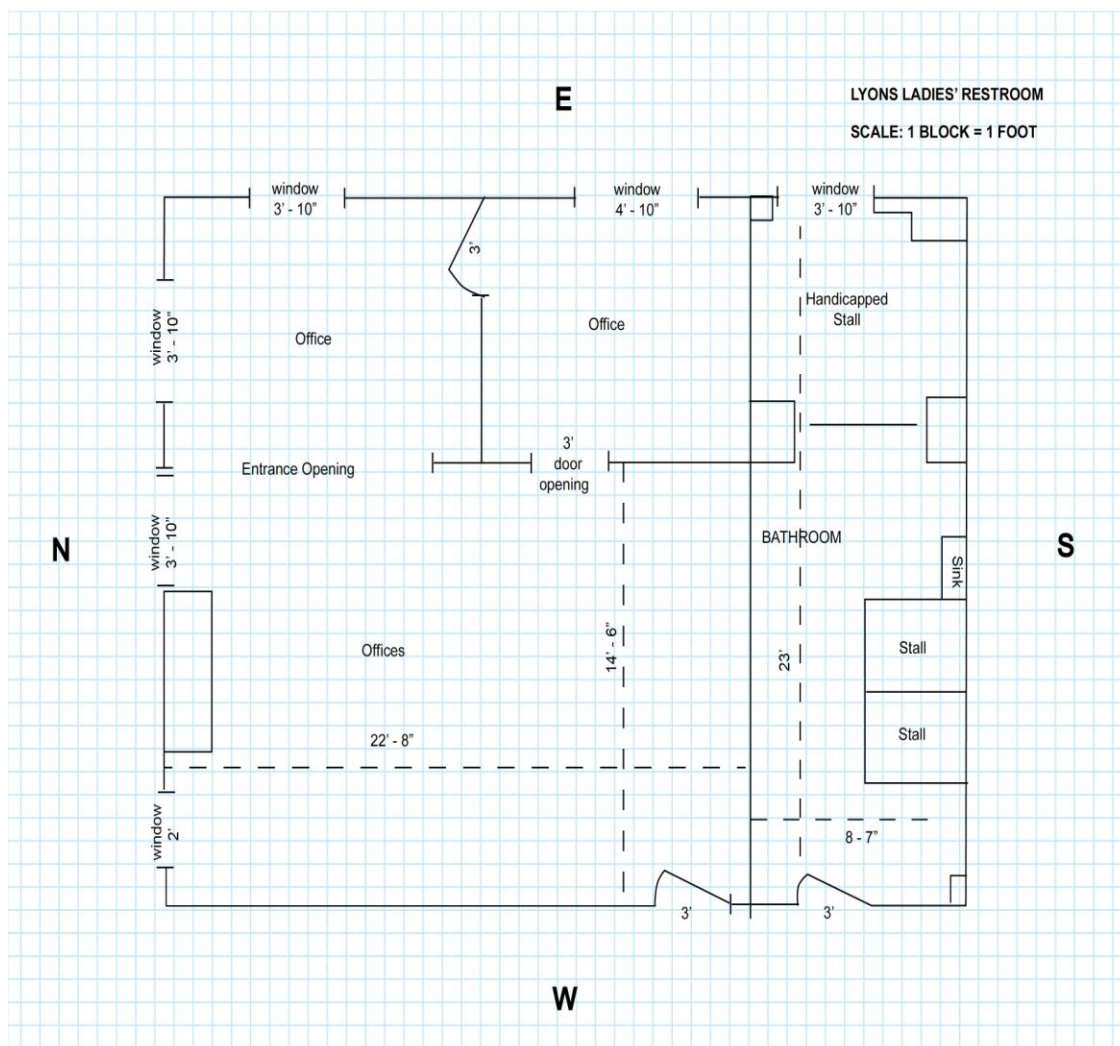 E
LYONS LADIES' RESTROOM
SCALE: 1 BLOCK = 1 FOOT
window
3' - 10"
window
4' - 10"
window
3' - 10"
3'
Handicapped
Stall
window
3' - 10"
Office
Office
Entrance Opening
3'
door
opening
N
window
3' - 10"
BATHROOM
S
Sink
Offices
14' - 6"
23'
Stall
Stall
22' - 8"
window
2'
8 - 7"
3'
3'
W